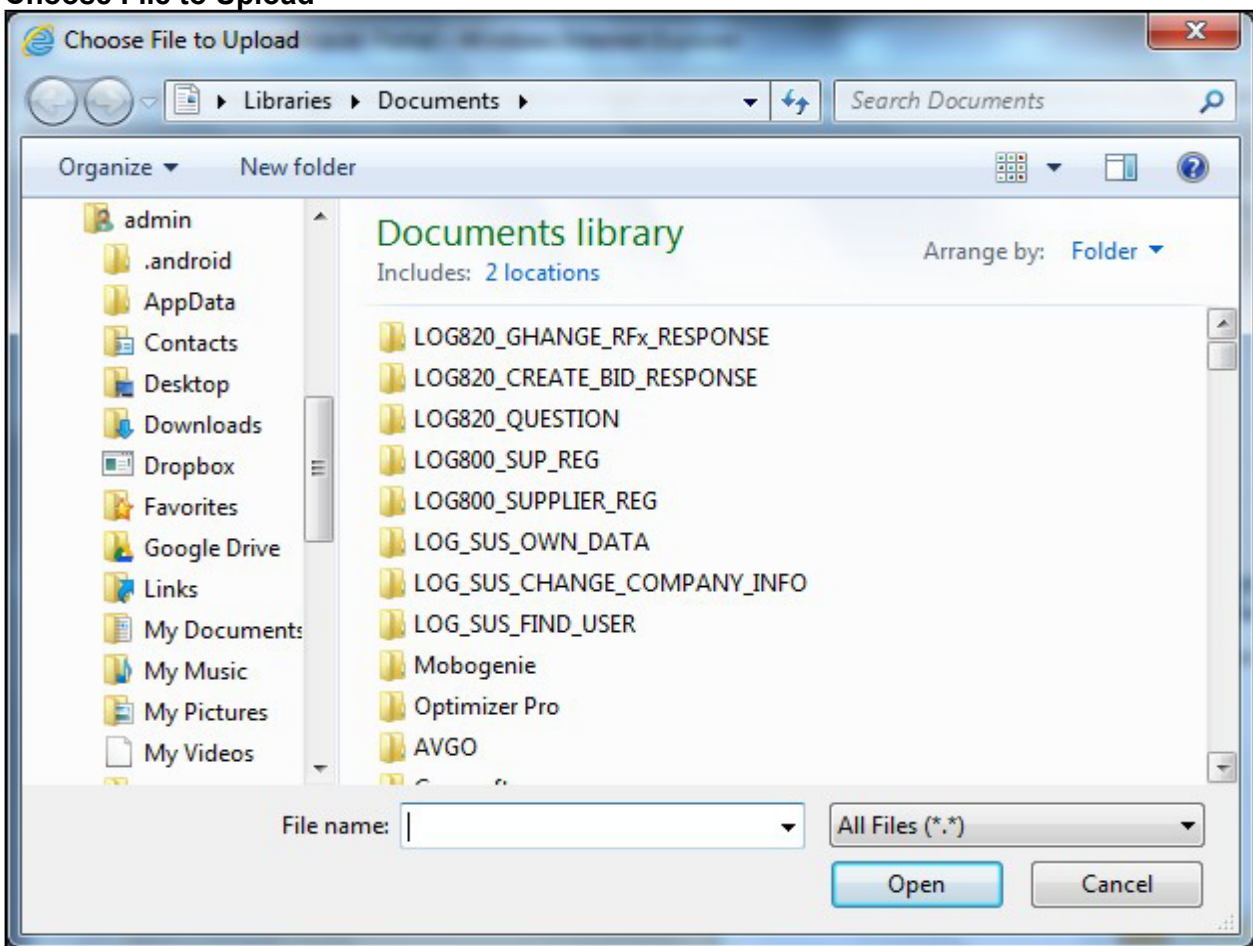 Choose File to Upload
Choose File to Upload
Libraries Documents
Search Documents
Organize New folder
admin
.android
AppData
Contacts
Desktop
Downloads
Dropbox
Favorites
Google Drive
Links
My Documents
My Music
My Pictures
My Videos
Documents library
Includes: 2 locations
Arrange by: Folder
LOG820_GHANGE_RFx_RESPONSE
LOG820_CREATE_BID_RESPONSE
LOG820_QUESTION
LOG800_SUP_REG
LOG800_SUPPLIER_REG
LOG_SUS_OWN_DATA
LOG_SUS_CHANGE_COMPANY_INFO
LOG_SUS_FIND_USER
Mobogenie
Optimizer Pro
AVGO
File name:
All Files (*.*)
Open Cancel